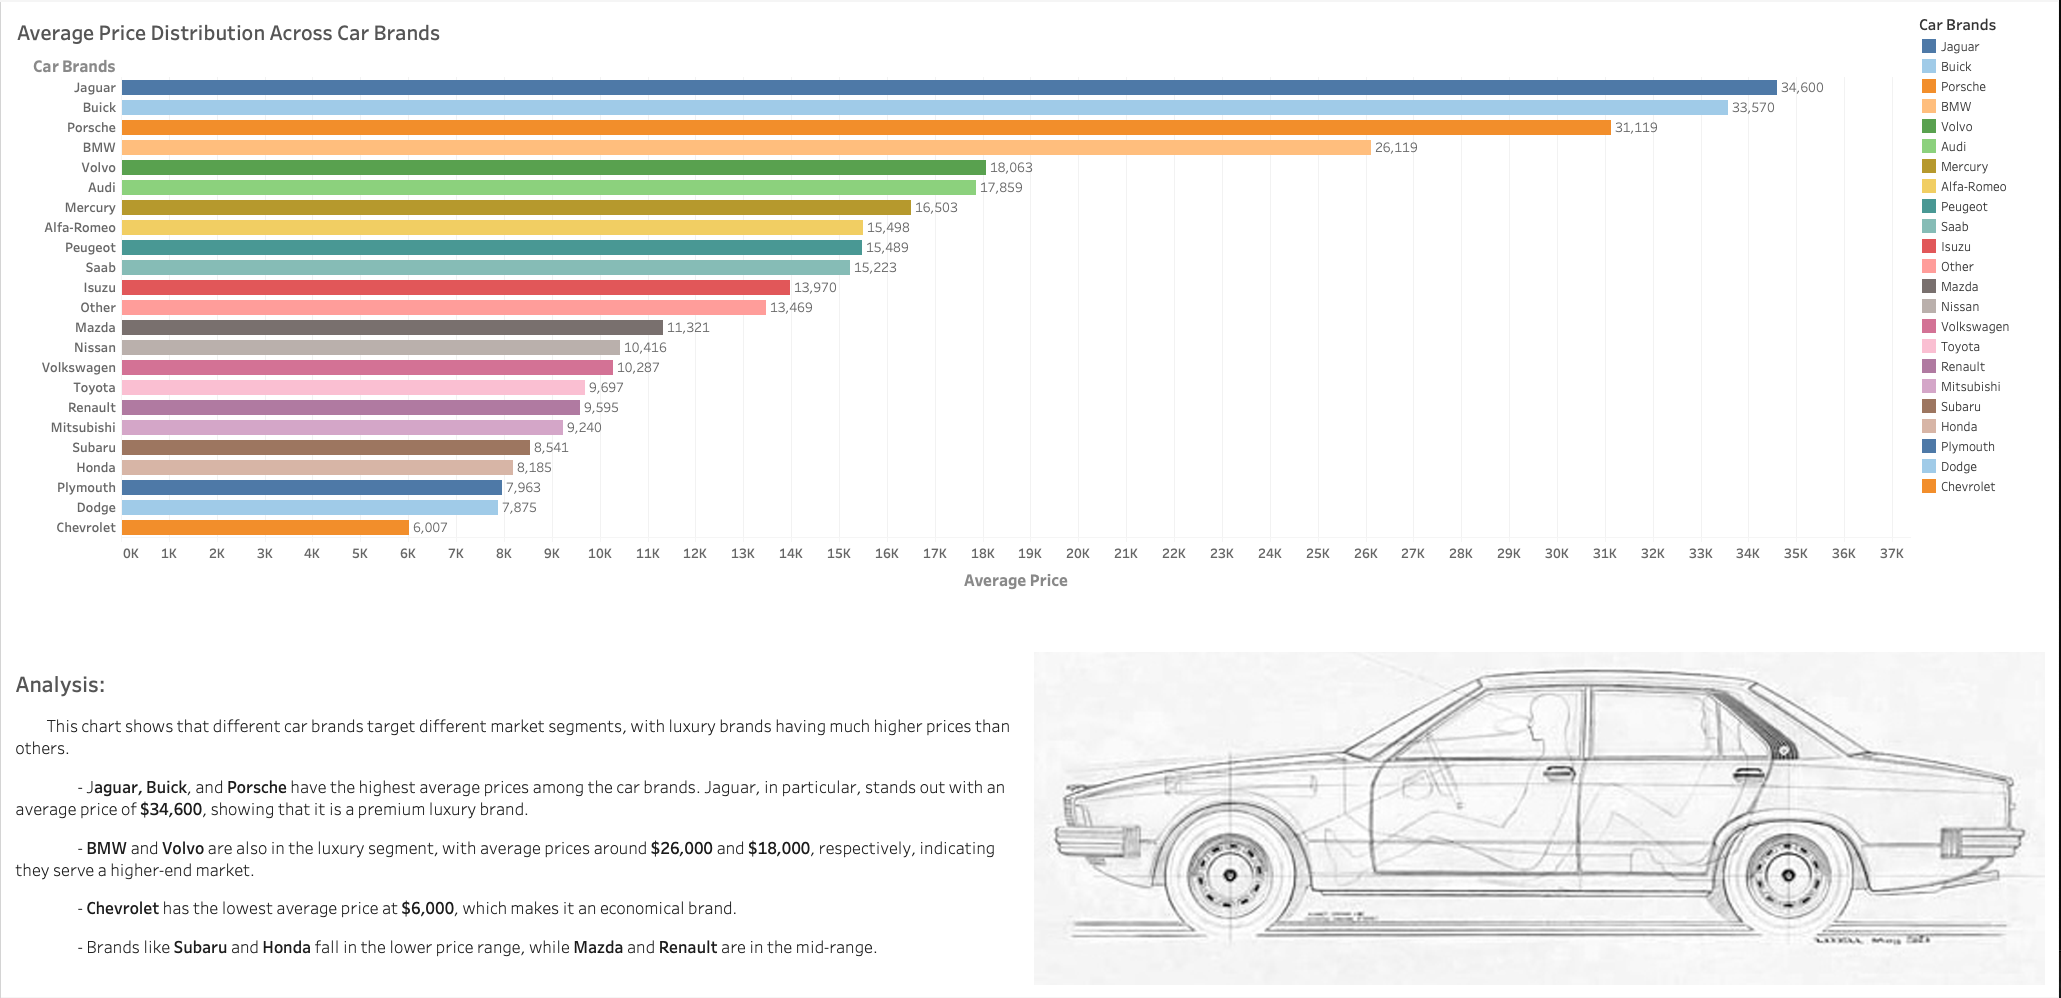 Average Price Distribution Across Car Brands
Car Brands
Jaguar 34,600
Buick 33,570
Porsche 31,119
BMW 26,119
Volvo 18,063
Audi 17,859
Mercury 16,503
Alfa-Romeo 15,498
Peugeot 15,489
Saab 15,223
Isuzu 13,970
Other 13,469
Mazda 11,321
Nissan 10,416
Volkswagen 10,287
Toyota 9,697
Renault 9,595
Mitsubishi 9,240
Subaru 8,541
Honda 8,185
Plymouth 7,963
Dodge 7,875
Chevrolet 6,007
0K 1K 2K 3K 4K 5K 6K 7K 8K 9K 10K 11K 12K 13K 14K 15K 16K 17K 18K 19K 20K 21K 22K 23K 24K 25K 26K 27K 28K 29K 30K 31K 32K 33K 34K 35K 36K 37K
Average Price
Car Brands
Jaguar
Buick
Porsche
BMW
Volvo
Audi
Mercury
Alfa-Romeo
Peugeot
Saab
Isuzu
Other
Mazda
Nissan
Volkswagen
Toyota
Renault
Mitsubishi
Subaru
Honda
Plymouth
Dodge
Chevrolet
Analysis:
This chart shows that different car brands target different market segments, with luxury brands having much higher prices than
others.
- Jaguar, Buick, and Porsche have the highest average prices among the car brands. Jaguar, in particular, stands out with an
average price of $34,600, showing that it is a premium luxury brand.
- BMW and Volvo are also in the luxury segment, with average prices around $26,000 and $18,000, respectively, indicating
they serve a higher-end market.
- Chevrolet has the lowest average price at $6,000, which makes it an economical brand.
- Brands like Subaru and Honda fall in the lower price range, while Mazda and Renault are in the mid-range.